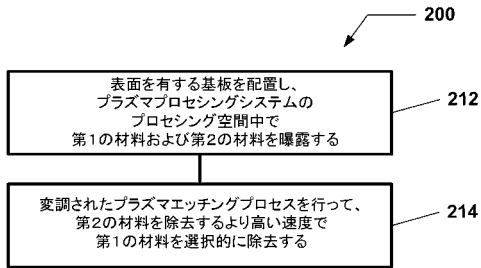 200
表面を有する基板を配置し、
プラズマプロセシングシステムの
プロセシング空間中で
第1の材料および第2の材料を曝露する
212
変調されたプラズマエッチングプロセスを行って、
第2の材料を除去するより高い速度で
第1の材料を選択的に除去する
214